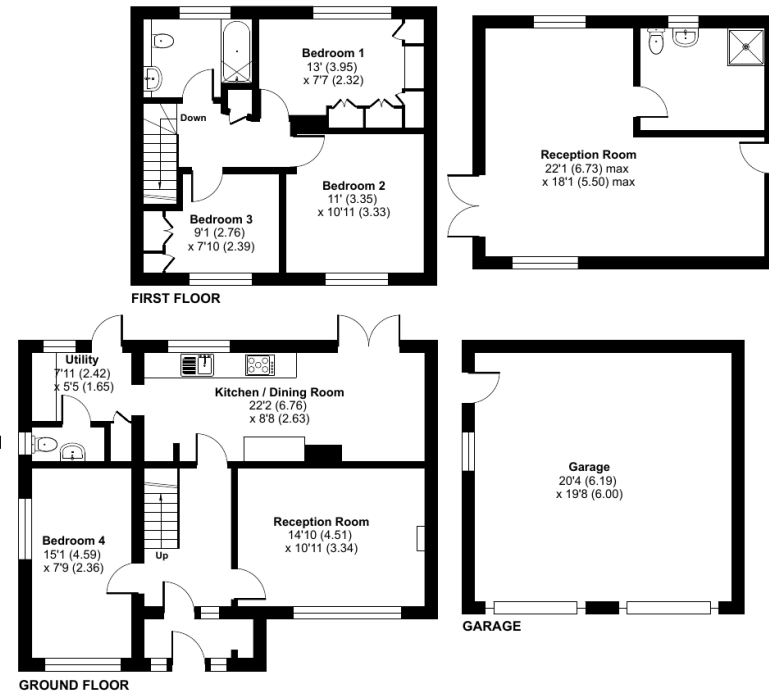 Bedroom 1
13' (3.95)
x 7'7 (2.32)
Down
Bedroom 2
11' (3.35)
x 10'11 (3.33)
Bedroom 3
9'1 (2.76)
x 7'10 (2.39)
FIRST FLOOR
Reception Room
22'1 (6.73) max
x 18'1 (5.50) max
Utility
7'11 (2.42)
x 5'5 (1.65)
Kitchen / Dining Room
22'2 (6.76)
x 8'8 (2.63)
Bedroom 4
15'1 (4.59)
x 7'9 (2.36)
Up
Reception Room
14'10 (4.51)
x 10'11 (3.34)
GROUND FLOOR
Garage
20'4 (6.19)
x 19'8 (6.00)
GARAGE